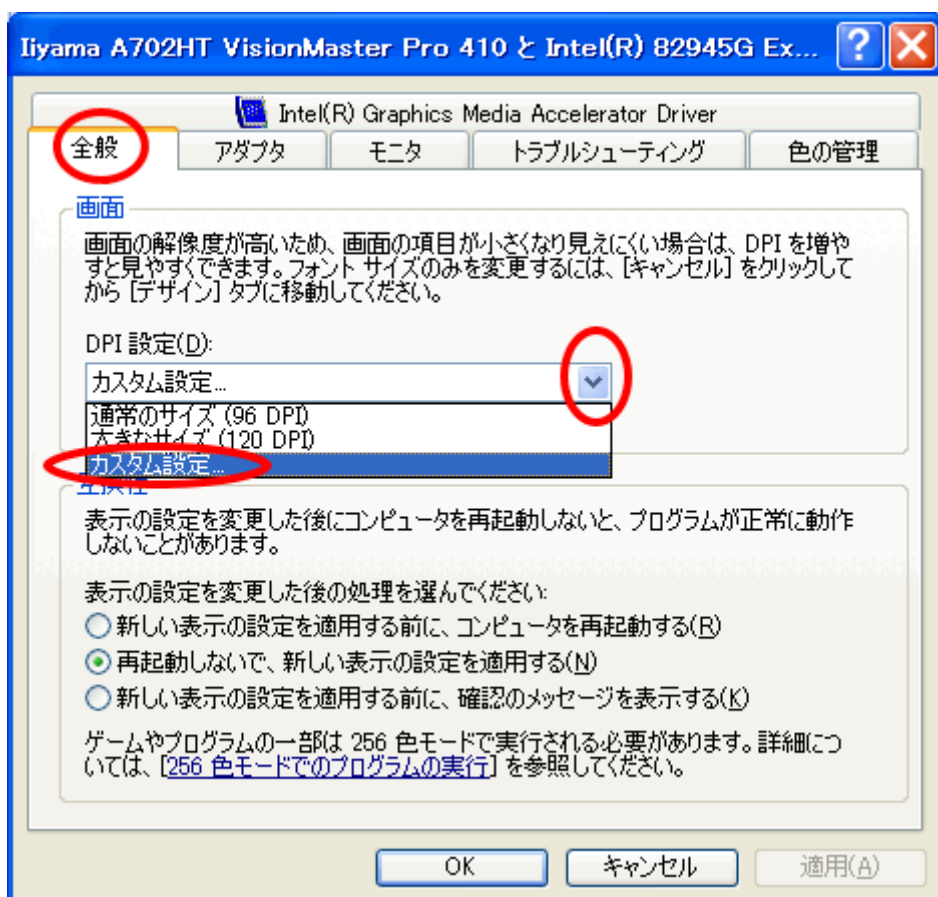 Iiyama A702HT VisionMaster Pro 410 と Intel(R) 82945G Ex...
Intel(R) Graphics Media Accelerator Driver
全般 アダプタ モニタ トラブルシューティング 色の管理
画面
画面の解像度が高いため、画面の項目が小さくなり見えにくい場合は、DPI を増や
すと見やすくできます。フォント サイズのみを変更するには、[キャンセル] をクリックして
から [デザイン] タブに移動してください。
DPI 設定(D):
カスタム設定...
通常のサイズ (96 DPI)
大きなサイズ (120 DPI)
カスタム設定...
互換性
表示の設定を変更した後にコンピュータを再起動しないと、プログラムが正常に動作
しないことがあります。
表示の設定を変更した後の処理を選んでください:
新しい表示の設定を適用する前に、コンピュータを再起動する(R)
再起動しないで、新しい表示の設定を適用する(N)
新しい表示の設定を適用する前に、確認のメッセージを表示する(K)
ゲームやプログラムの一部は 256 色モードで実行される必要があります。詳細につ
いては、[256 色モードでのプログラムの実行] を参照してください。
OK キャンセル 適用(A)